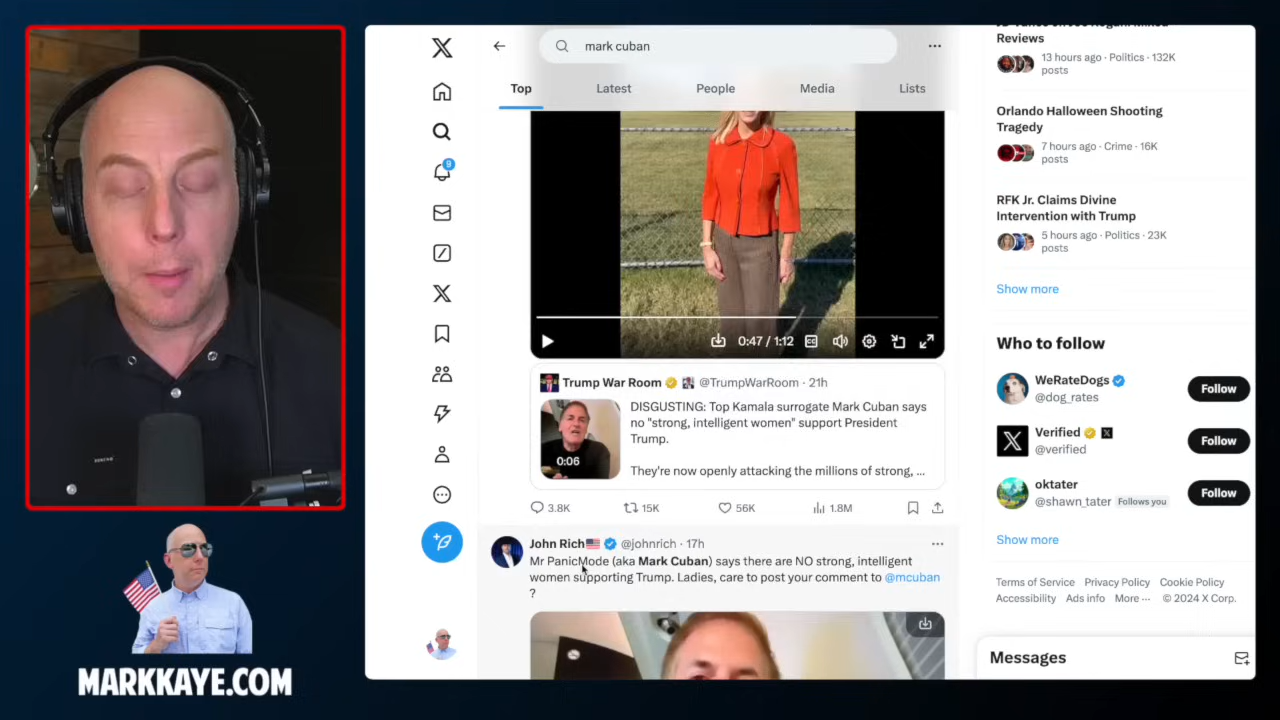 mark cuban
Top
Latest
People
Media
Lists
9
0:47 / 1:12
Trump War Room
@TrumpWarRoom · 21h
DISGUSTING: Top Kamala surrogate Mark Cuban says
no "strong, intelligent women" support President
Trump.
They're now openly attacking the millions of strong, ...
0:06
3.8K
15K
56K
1.8M
John Rich
@johnrich · 17h
Mr PanicMode (aka Mark Cuban) says there are NO strong, intelligent
women supporting Trump. Ladies, care to post your comment to @mcuban
?
Reviews
13 hours ago · Politics · 132K
posts
Orlando Halloween Shooting
Tragedy
7 hours ago · Crime · 16K
posts
RFK Jr. Claims Divine
Intervention with Trump
5 hours ago · Politics · 23K
posts
Show more
Who to follow
WeRateDogs
@dog_rates
Follow
Verified
@verified
Follow
oktater
@shawn_tater Follows you
Follow
Show more
Terms of Service Privacy Policy Cookie Policy
Accessibility Ads info More ··· © 2024 X Corp.
Messages
MARKKAYE.COM